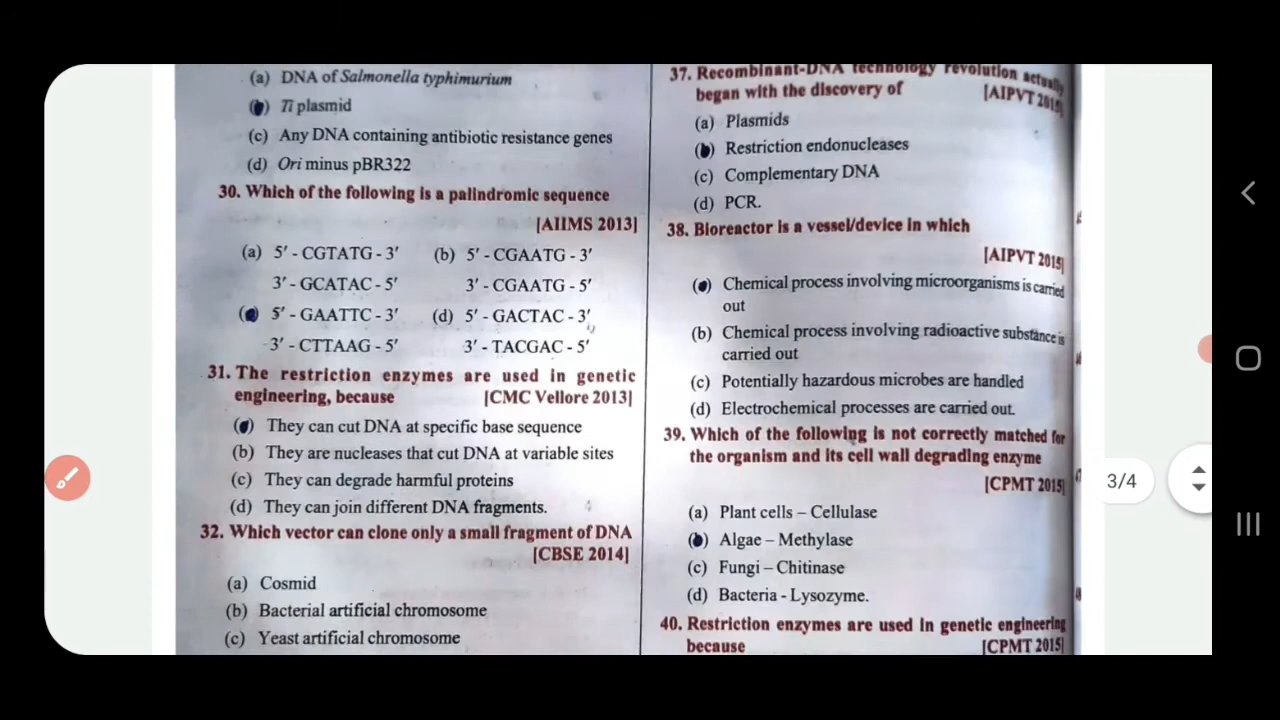 (a) DNA of Salmonella typhimurium
(b) Ti plasmid
(c) Any DNA containing antibiotic resistance genes
(d) Ori minus pBR322
30. Which of the following is a palindromic sequence
[AIIMS 2013]
(a) 5′ - CGTATG - 3′ (b) 5′ - CGAATG - 3′
3′ - GCATAC - 5′ 3′ - CGAATG - 5′
5′ - GAATTC - 3′ (d) 5′ - GACTAC - 3′
3′ - CTTAAG - 5′ 3′ - TACGAC - 5′
31. The restriction enzymes are used in genetic
engineering, because [CMC Vellore 2013]
(a) They can cut DNA at specific base sequence
(b) They are nucleases that cut DNA at variable sites
(c) They can degrade harmful proteins
(d) They can join different DNA fragments.
32. Which vector can clone only a small fragment of DNA
[CBSE 2014]
(a) Cosmid
(b) Bacterial artificial chromosome
(c) Yeast artificial chromosome
37. Recombinant-DNA technology revolution actually
began with the discovery of [AIPVT 2015]
(a) Plasmids
(b) Restriction endonucleases
(c) Complementary DNA
(d) PCR.
38. Bioreactor is a vessel/device in which
[AIPVT 2015]
(a) Chemical process involving microorganisms is carried
out
(b) Chemical process involving radioactive substance is
carried out
(c) Potentially hazardous microbes are handled
(d) Electrochemical processes are carried out.
39. Which of the following is not correctly matched for
the organism and its cell wall degrading enzyme
[CPMT 2015]
(a) Plant cells – Cellulase
(b) Algae – Methylase
(c) Fungi – Chitinase
(d) Bacteria - Lysozyme.
40. Restriction enzymes are used in genetic engineering
because [CPMT 2015]
3/4